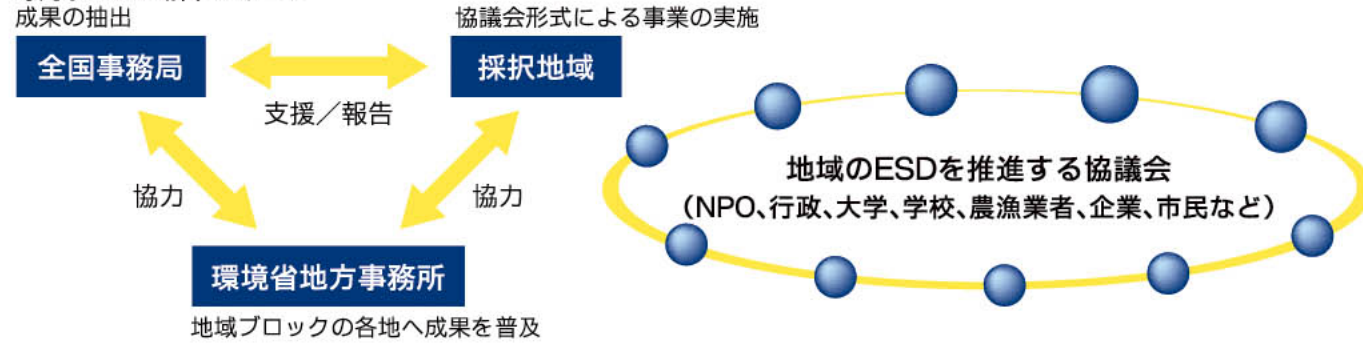 成果の抽出
協議会形式による事業の実施
全国事務局
採択地域
支援／報告
協力
協力
環境省地方事務所
地域ブロックの各地へ成果を普及
地域のESDを推進する協議会
（NPO、行政、大学、学校、農漁業者、企業、市民など）